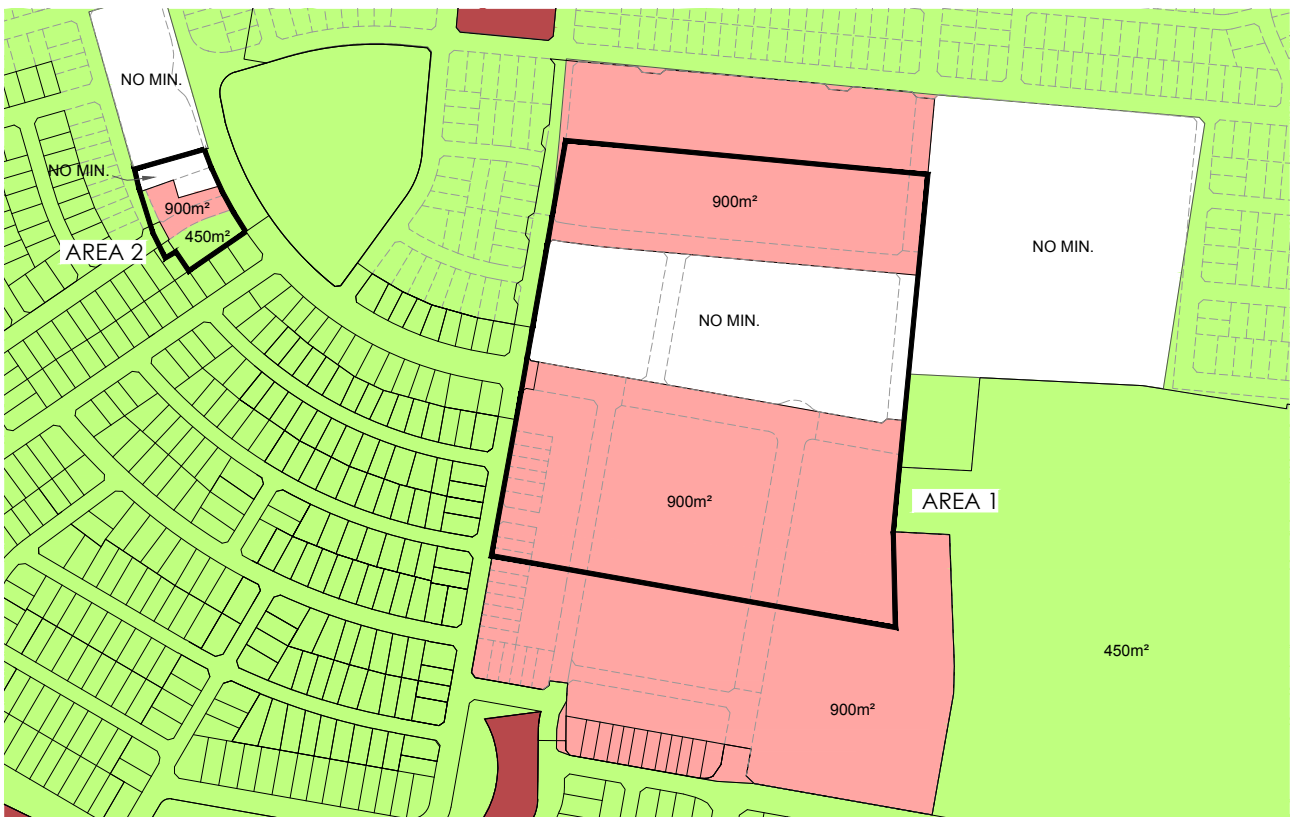 NO MIN.
NO MIN.
900m²
450m²
AREA 2
900m²
NO MIN.
NO MIN.
900m²
AREA 1
450m²
900m²